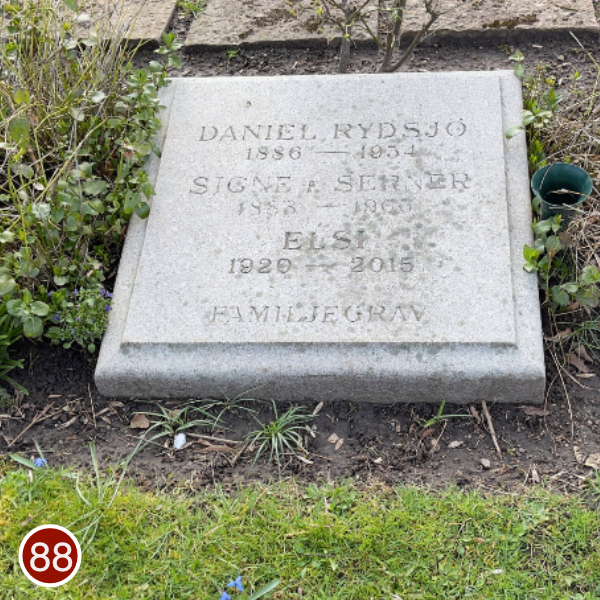 DANIEL RYDSJÖ
1886 — 1954
SIGNE F SERNER
ELSI
1920 — 2015
FAMILJEGRAV
88